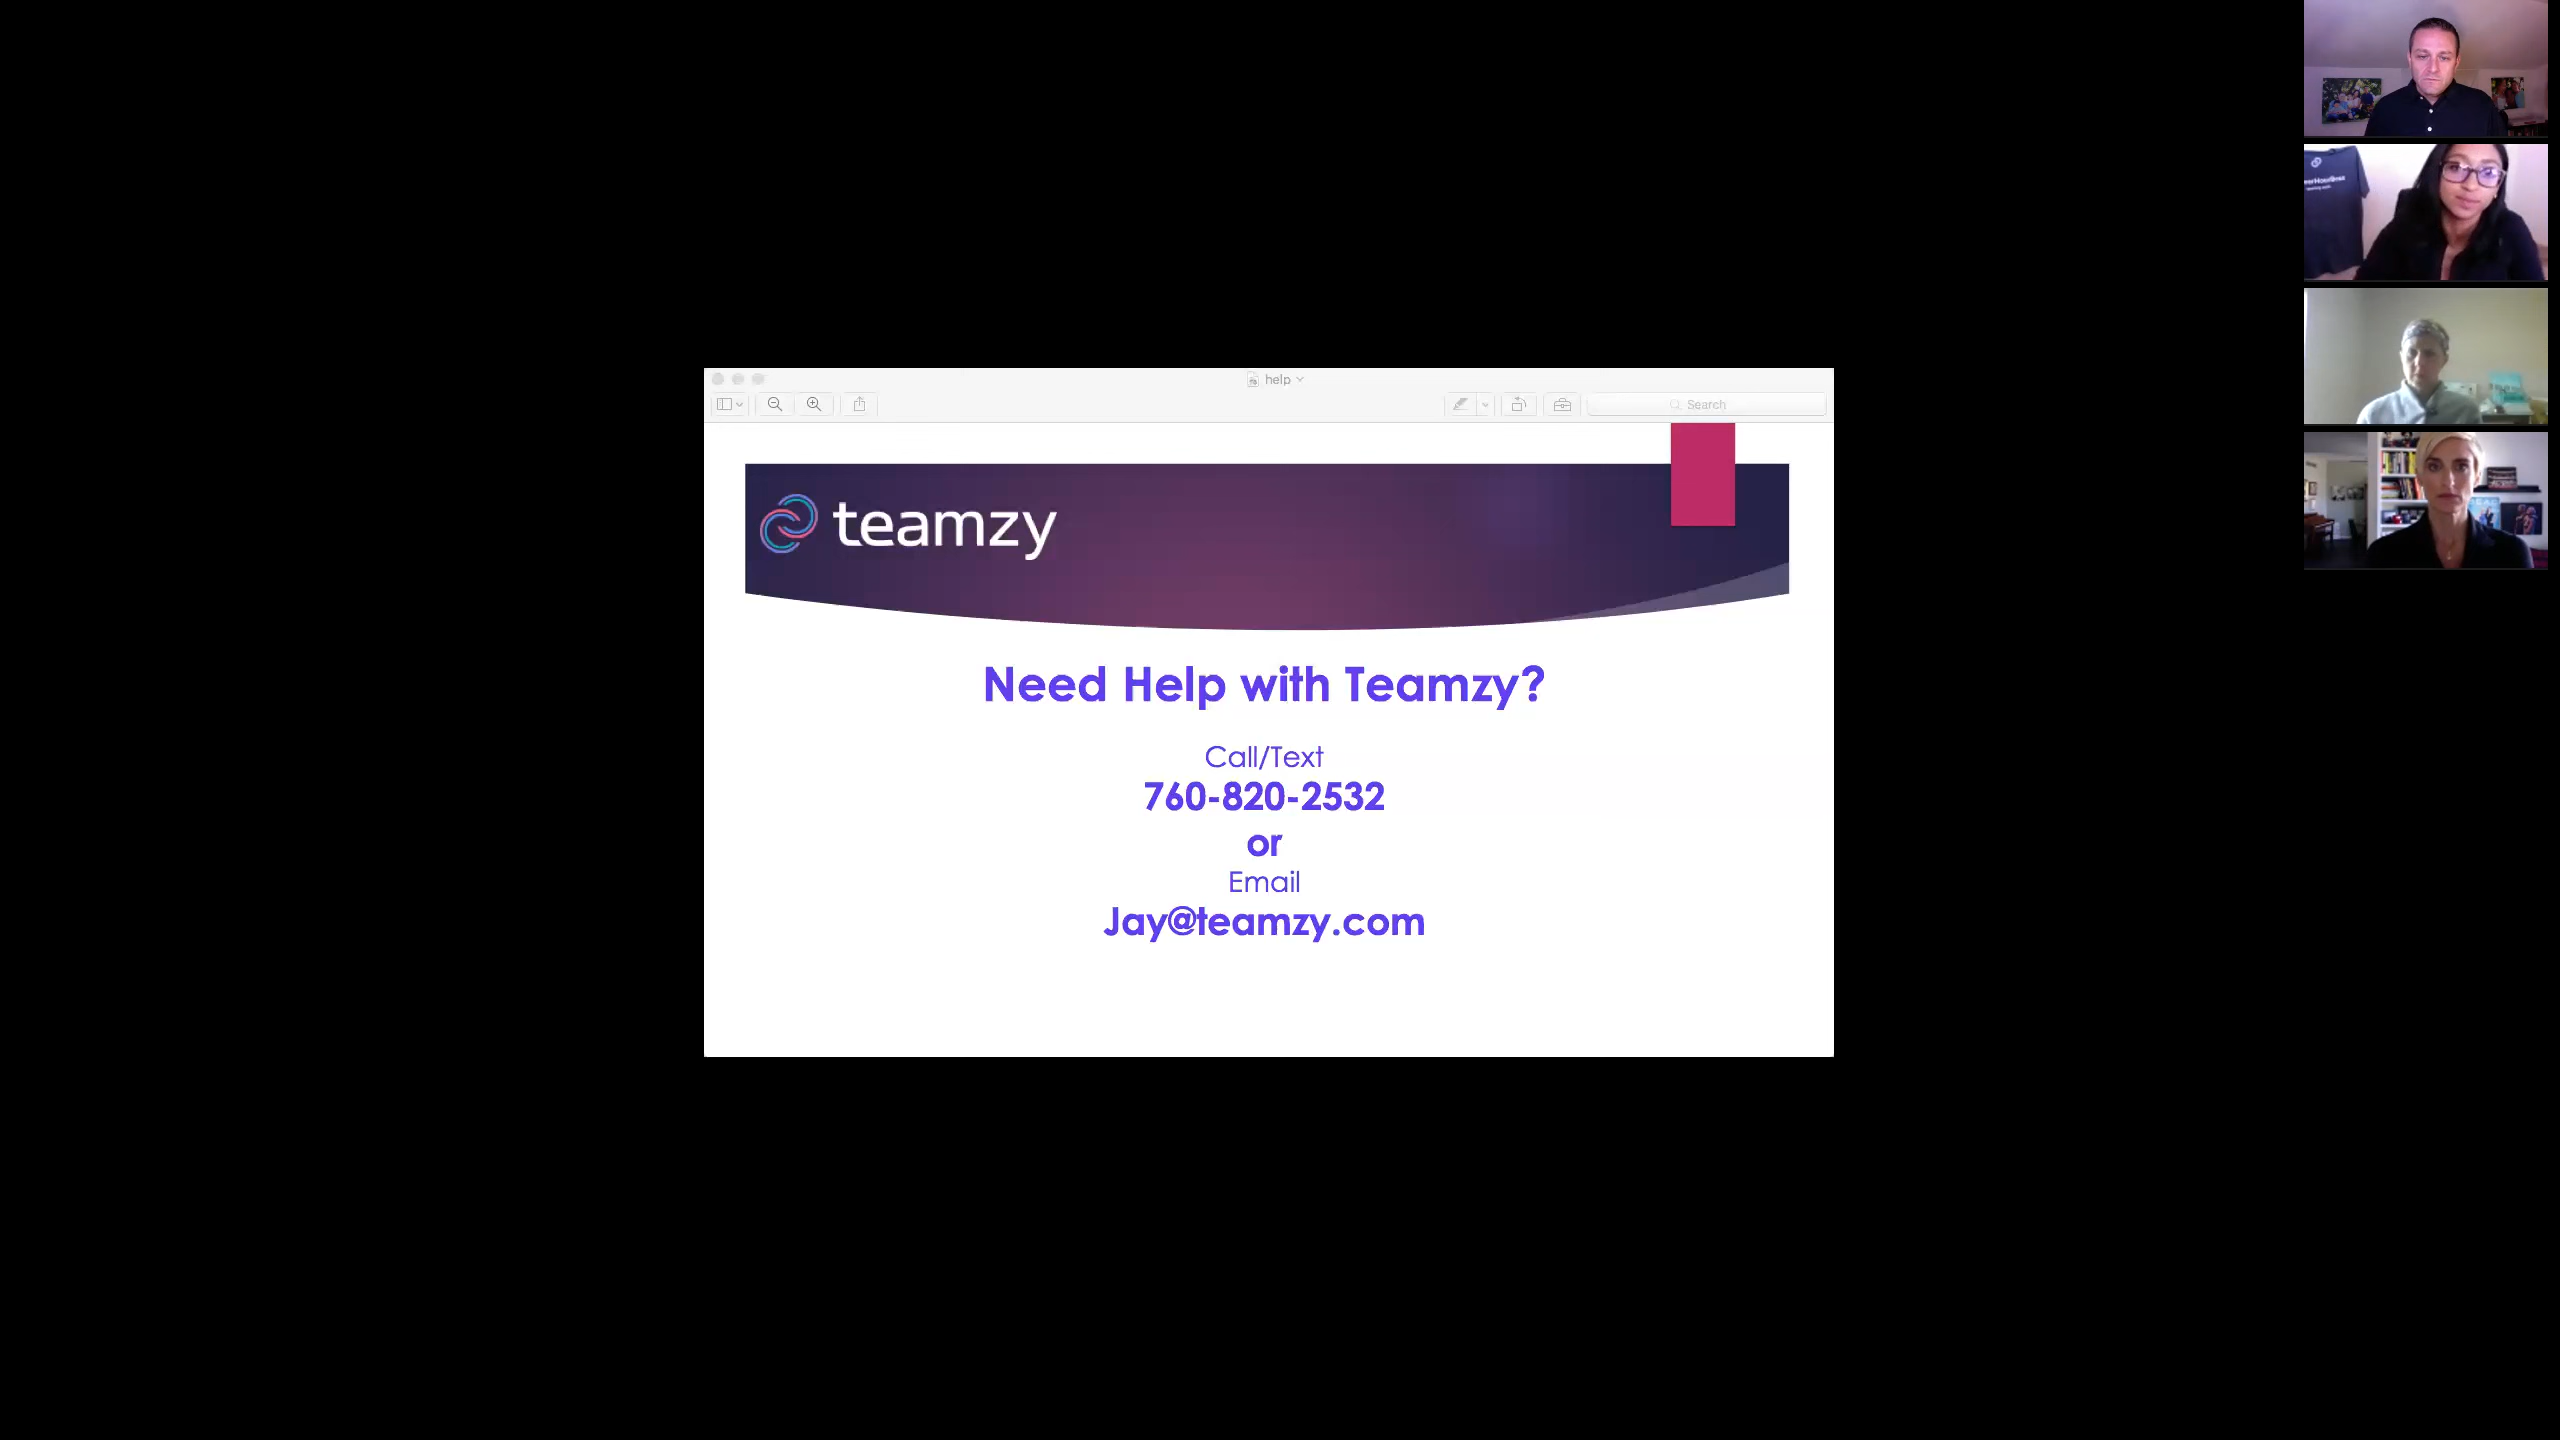 help
Search
teamzy
Need Help with Teamzy?
Call/Text
760-820-2532
or
Email
Jay@teamzy.com